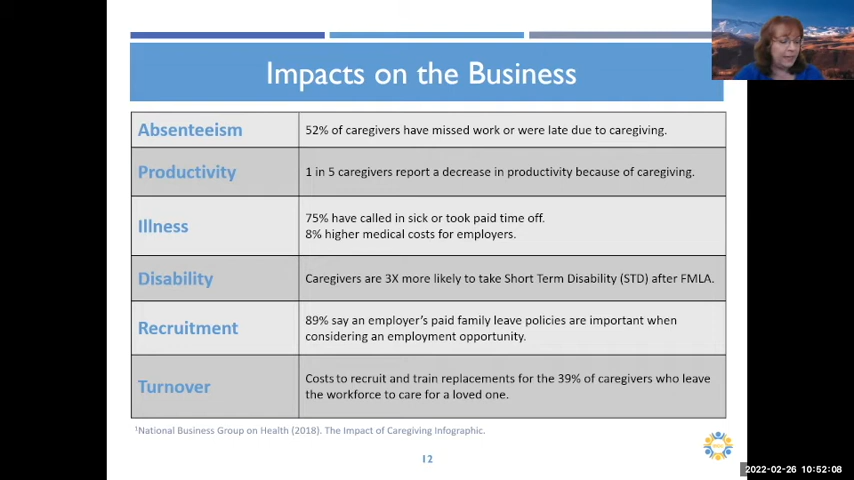 Impacts on the Business
Absenteeism
52% of caregivers have missed work or were late due to caregiving.
Productivity
1 in 5 caregivers report a decrease in productivity because of caregiving.
Illness
75% have called in sick or took paid time off.
8% higher medical costs for employers.
Disability
Caregivers are 3X more likely to take Short Term Disability (STD) after FMLA.
Recruitment
89% say an employer's paid family leave policies are important when
considering an employment opportunity.
Turnover
Costs to recruit and train replacements for the 39% of caregivers who leave
the workforce to care for a loved one.
¹National Business Group on Health (2018). The Impact of Caregiving Infographic.
12
2022-02-26 10:52:08